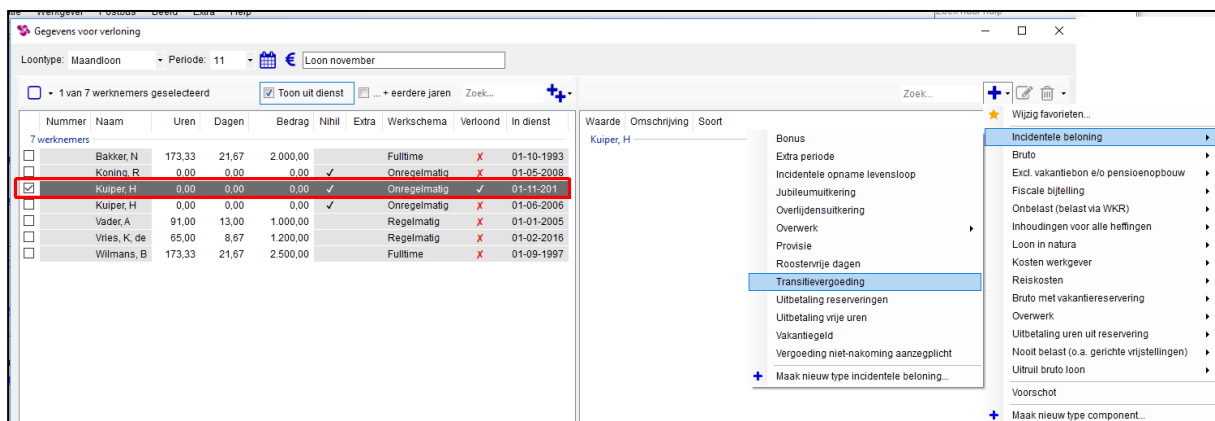 Werkgever Postbus Beeld Extra Help
Zoek naar hulp
Gegevens voor verloning
Loontype: Maandloon Periode: 11 € Loon november
1 van 7 werknemers geselecteerd Toon uit dienst ... + eerdere jaren Zoek...
Zoek...
Nummer Naam Uren Dagen Bedrag Nihil Extra Werkschema Verloond In dienst
7 werknemers
Bakker, N 173,33 21,67 2.000,00 Fulltime ✗ 01-10-1993
Koning, R 0,00 0,00 0,00 ✓ Onregelmatig ✗ 01-05-2008
Kuiper, H 0,00 0,00 0,00 ✓ Onregelmatig ✓ 01-11-201
Kuiper, H 0,00 0,00 0,00 ✓ Onregelmatig ✗ 01-06-2006
Vader, A 91,00 13,00 1.000,00 Regelmatig ✗ 01-01-2005
Vries, K, de 65,00 8,67 1.200,00 Regelmatig ✗ 01-02-2016
Wilmans, B 173,33 21,67 2.500,00 Fulltime ✗ 01-09-1997
Waarde Omschrijving Soort
Kuiper, H
Bonus
Extra periode
Incidentele opname levensloop
Jubileumuitkering
Overlijdensuitkering
Overwerk
Provisie
Roostervrije dagen
Transitievergoeding
Uitbetaling reserveringen
Uitbetaling vrije uren
Vakantiegeld
Vergoeding niet-nakoming aanzegplicht
Maak nieuw type incidentele beloning...
Wijzig favorieten...
Incidentele beloning
Bruto
Excl. vakantiebon e/o pensioenopbouw
Fiscale bijtelling
Onbelast (belast via WKR)
Inhoudingen voor alle heffingen
Loon in natura
Kosten werkgever
Reiskosten
Bruto met vakantiereservering
Overwerk
Uitbetaling uren uit reservering
Nooit belast (o.a. gerichte vrijstellingen)
Uitruil bruto loon
Voorschot
Maak nieuw type component...